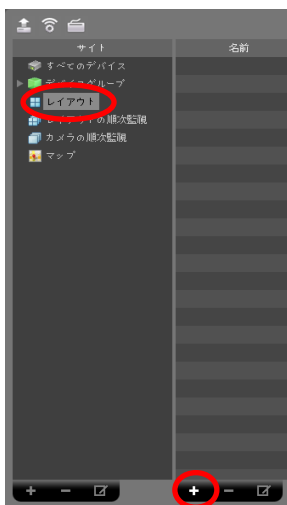 サイト
名前
すべてのデバイス
デバイスグループ
レイアウト
レイアウトの順次監視
カメラの順次監視
マップ